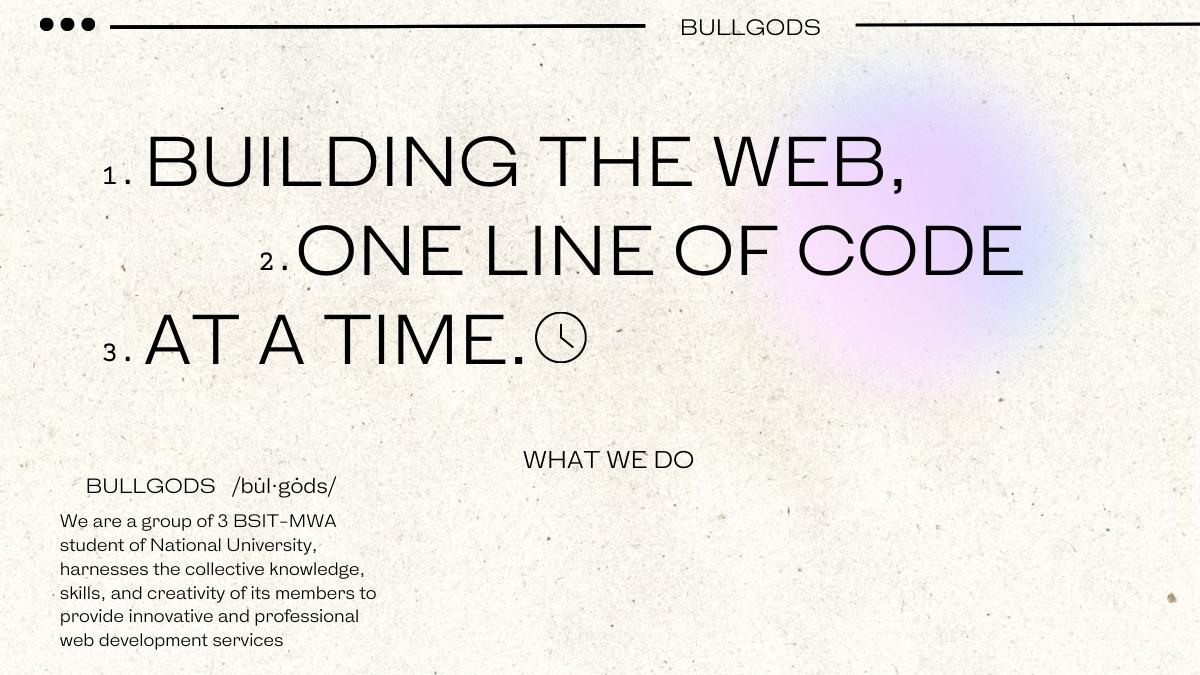 BULLGODS
1. BUILDING THE WEB,
2. ONE LINE OF CODE
3. AT A TIME.
WHAT WE DO
BULLGODS /bu̇l·gȯds/
We are a group of 3 BSIT-MWA
student of National University,
harnesses the collective knowledge,
skills, and creativity of its members to
provide innovative and professional
web development services